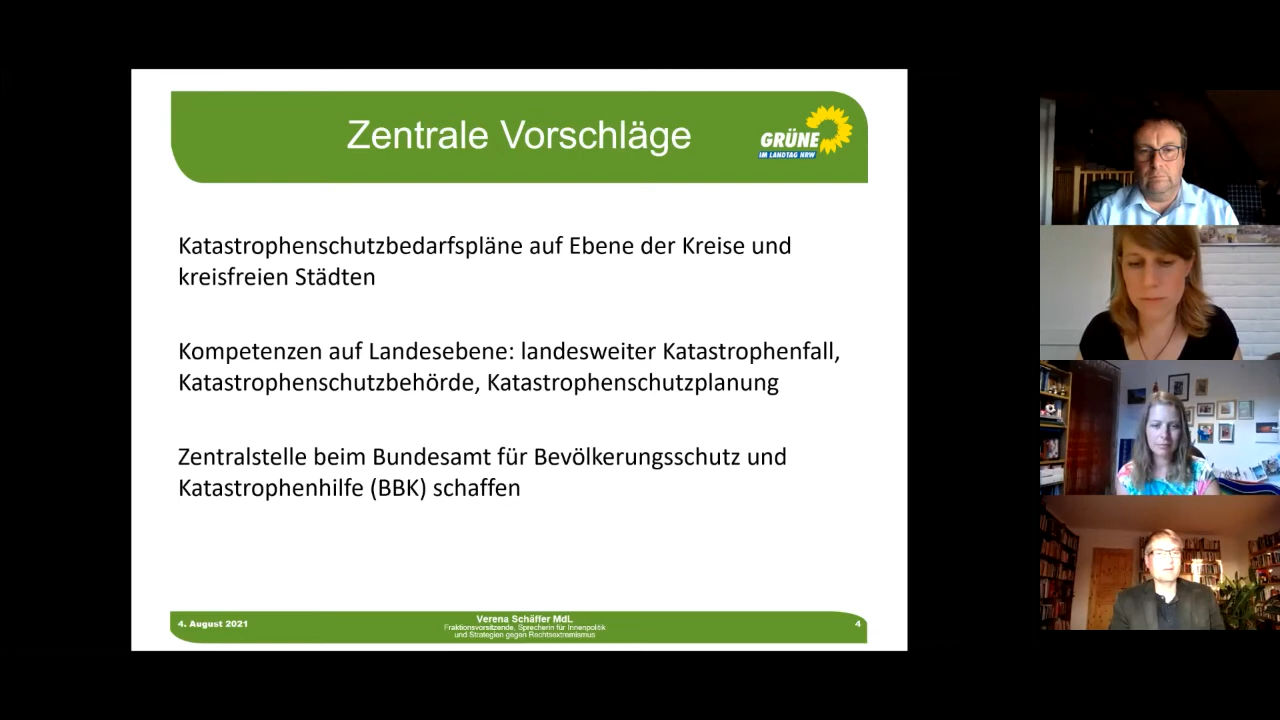 Zentrale Vorschläge
GRÜNE
IM LANDTAG NRW
Katastrophenschutzbedarfspläne auf Ebene der Kreise und
kreisfreien Städten
Kompetenzen auf Landesebene: landesweiter Katastrophenfall,
Katastrophenschutzbehörde, Katastrophenschutzplanung
Zentralstelle beim Bundesamt für Bevölkerungsschutz und
Katastrophenhilfe (BBK) schaffen
4. August 2021
Verena Schäffer MdL
Fraktionsvorsitzende, Sprecherin für Innenpolitik
und Strategien gegen Rechtsextremismus
4